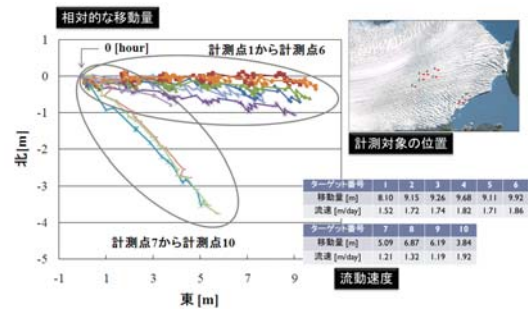 相対的な移動量
0 [hour]
計測点1から計測点6
計測点7から計測点10
北 [m]
1
0
-1
-2
-3
-4
-5
-1 1 3 5 7 9 11
東 [m]
計測対象の位置
ターゲット番号 1 2 3 4 5 6
移動量 [m] 8.10 9.15 9.26 9.68 9.11 9.92
流速 [m/day] 1.52 1.72 1.74 1.82 1.71 1.86
ターゲット番号 7 8 9 10
移動量 [m] 5.09 6.87 6.19 3.84
流速 [m/day] 1.21 1.32 1.19 1.92
流動速度